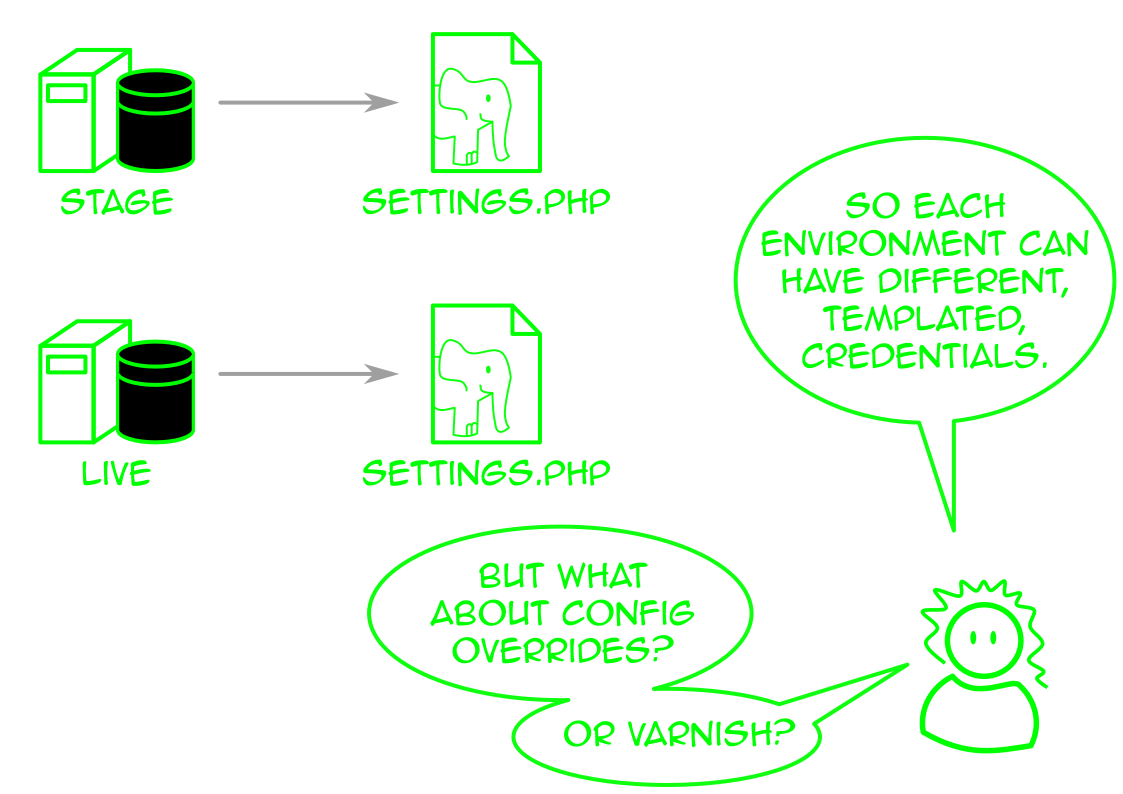 STAGE
SETTINGS.PHP
LIVE
SETTINGS.PHP
SO EACH
ENVIRONMENT CAN
HAVE DIFFERENT,
TEMPLATED,
CREDENTIALS.
BUT WHAT
ABOUT CONFIG
OVERRIDES?
OR VARNISH?